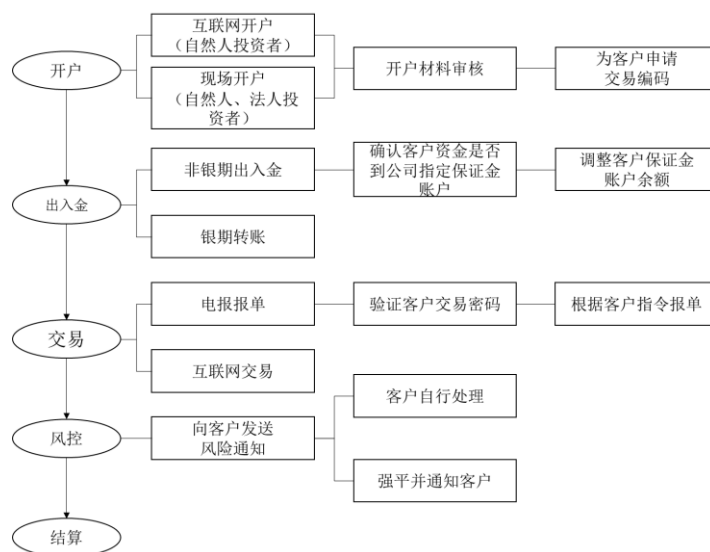 互联网开户
（自然人投资者）
开户
现场开户
（自然人、法人投
资者）
开户材料审核
为客户申请
交易编码
非银期出入金
确认客户资金是否
到公司指定保证金
账户
调整客户保证金
账户余额
出入金
银期转账
电报报单
验证客户交易密码
根据客户指令报单
交易
互联网交易
客户自行处理
风控
向客户发送
风险通知
强平并通知客户
结算